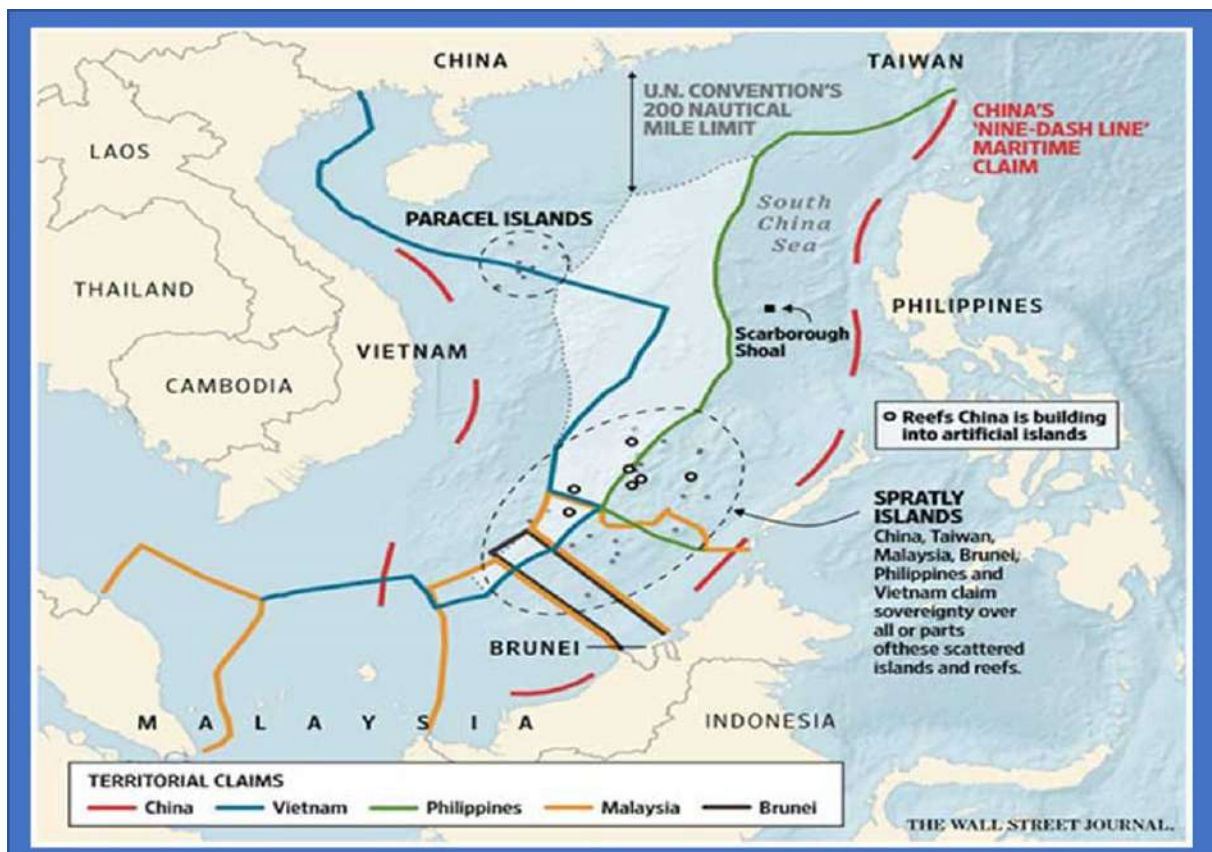 CHINA
TAIWAN
U.N. CONVENTION'S
200 NAUTICAL
MILE LIMIT
CHINA'S
'NINE-DASH LINE'
MARITIME
CLAIM
LAOS
PARACEL ISLANDS
South
China
Sea
THAILAND
PHILIPPINES
Scarborough
Shoal
VIETNAM
CAMBODIA
Reefs China is building
into artificial islands
SPRATLY
ISLANDS
China, Taiwan,
Malaysia, Brunei,
Philippines and
Vietnam claim
sovereignty over
all or parts
ofthese scattered
islands and reefs.
BRUNEI
MALAYSIA
INDONESIA
TERRITORIAL CLAIMS
China Vietnam Philippines Malaysia Brunei
THE WALL STREET JOURNAL.